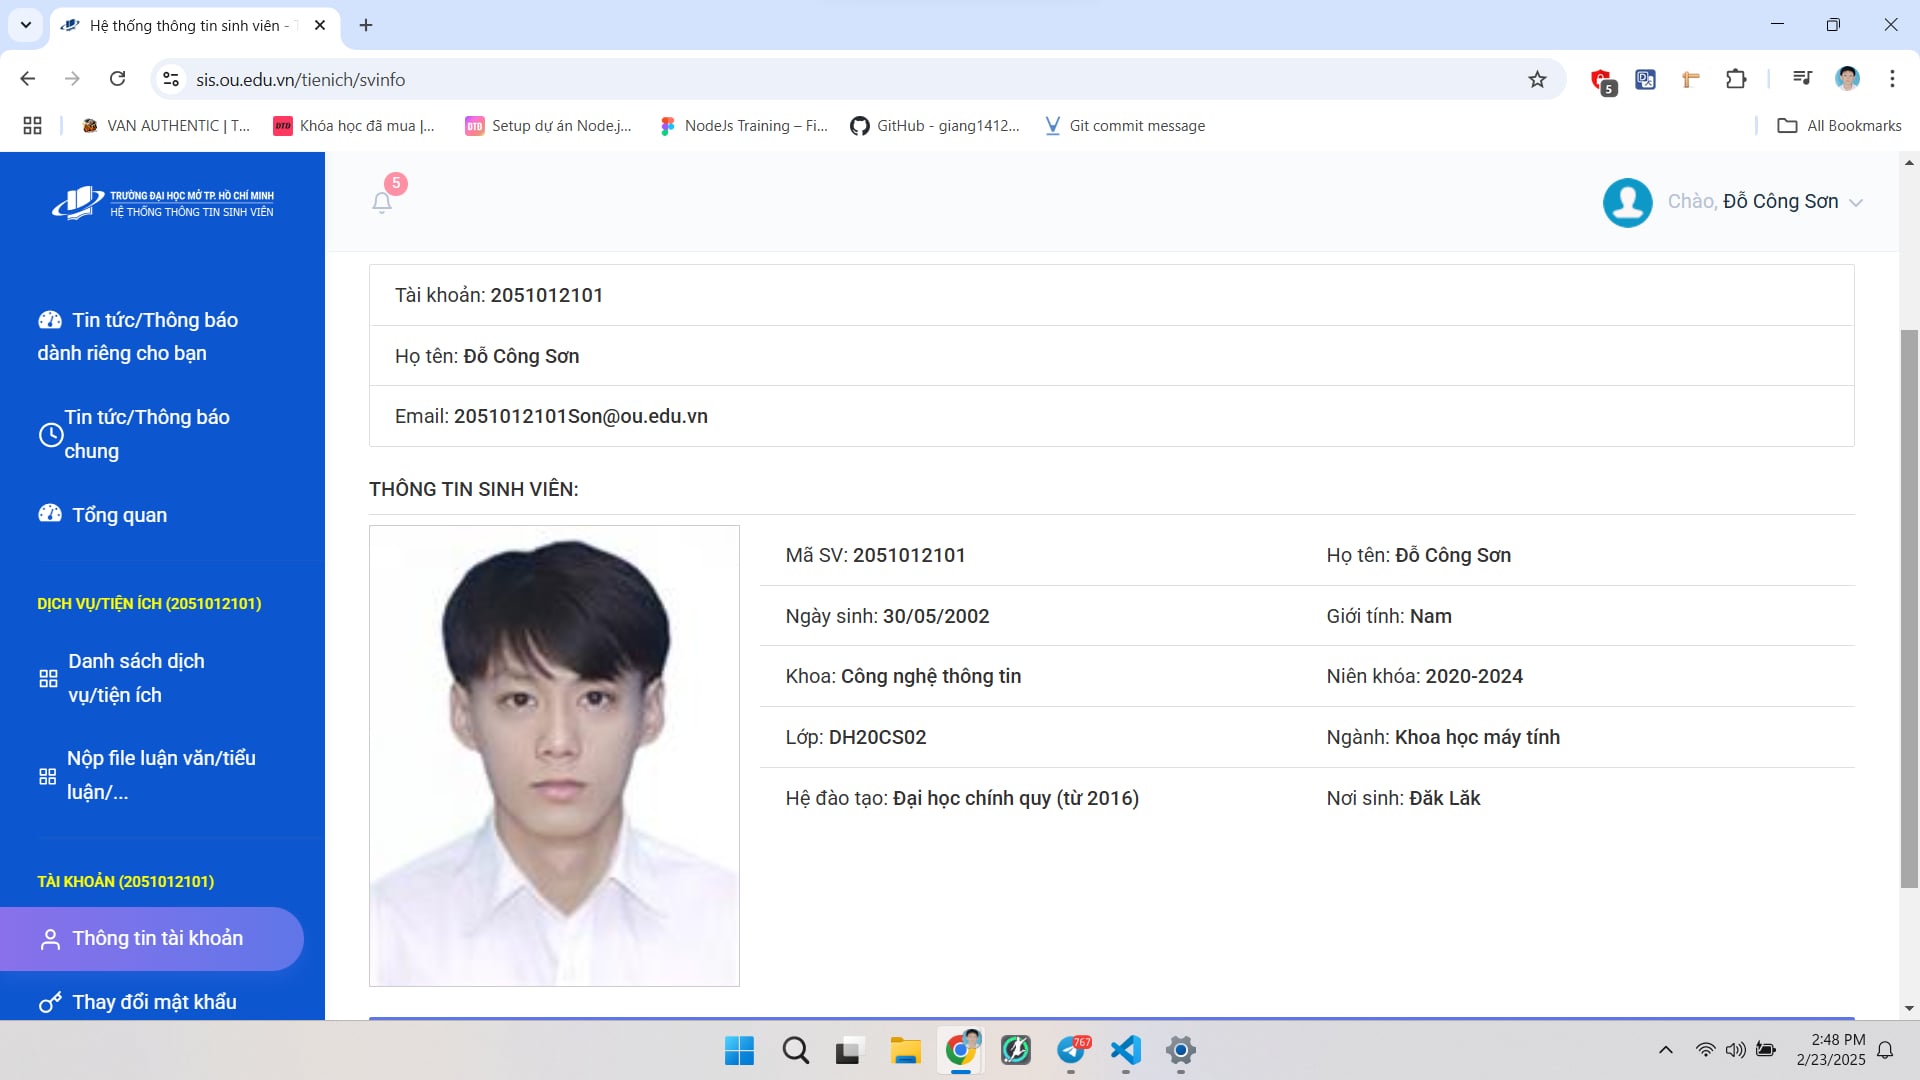 Hệ thống thông tin sinh viên -
sis.ou.edu.vn/tienich/svinfo
5
VAN AUTHENTIC | T...
DTD
Khóa học đã mua |...
DTD
Setup dự án Node.j...
NodeJs Training – Fi...
GitHub - giang1412...
Git commit message
All Bookmarks
TRƯỜNG ĐẠI HỌC MỞ TP. HỒ CHÍ MINH
HỆ THỐNG THÔNG TIN SINH VIÊN
5
Chào, Đỗ Công Sơn
Tin tức/Thông báo
dành riêng cho bạn
Tin tức/Thông báo
chung
Tổng quan
DỊCH VỤ/TIỆN ÍCH (2051012101)
Danh sách dịch
vụ/tiện ích
Nộp file luận văn/tiểu
luận/...
TÀI KHOẢN (2051012101)
Thông tin tài khoản
Thay đổi mật khẩu
Tài khoản: 2051012101
Họ tên: Đỗ Công Sơn
Email: 2051012101Son@ou.edu.vn
THÔNG TIN SINH VIÊN:
Mã SV: 2051012101
Họ tên: Đỗ Công Sơn
Ngày sinh: 30/05/2002
Giới tính: Nam
Khoa: Công nghệ thông tin
Niên khóa: 2020-2024
Lớp: DH20CS02
Ngành: Khoa học máy tính
Hệ đào tạo: Đại học chính quy (từ 2016)
Nơi sinh: Đăk Lăk
767
2:48 PM
2/23/2025